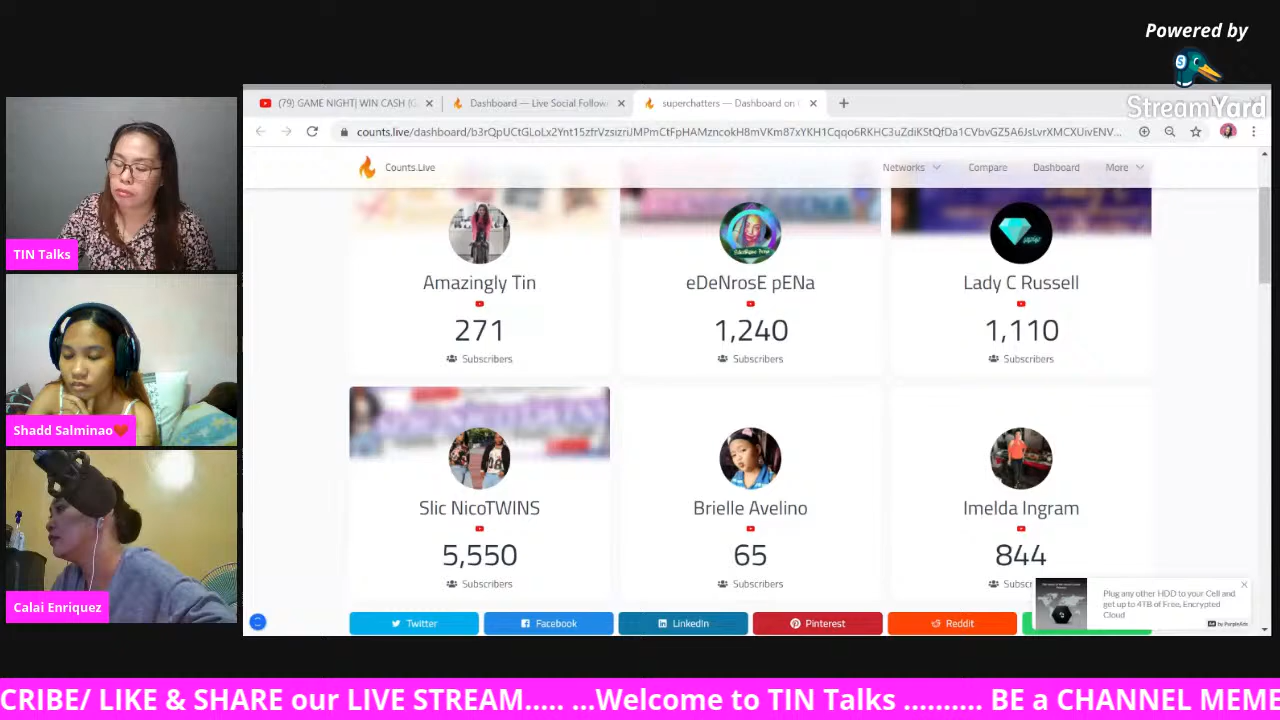 Powered by
StreamYard
TIN Talks
Shadd Salminao❤️
Calai Enriquez
(79) GAME NIGHT| WIN CASH (G
Dashboard — Live Social Follow
superchatters — Dashboard on C
counts.live/dashboard/
Counts.Live
Networks
Compare
Dashboard
More
Amazingly Tin
271
Subscribers
eDeNrosE pENa
1,240
Subscribers
Lady C Russell
1,110
Subscribers
Slic NicoTWINS
5,550
Subscribers
Brielle Avelino
65
Subscribers
Imelda Ingram
844
Subsc
Plug any other HDD to your Cell and
get up to 4TB of Free, Encrypted
Cloud
Ad by PurpleAds
Twitter
Facebook
LinkedIn
Pinterest
Reddit
CRIBE/ LIKE & SHARE our LIVE STREAM..... ...Welcome to TIN Talks .......... BE a CHANNEL MEME